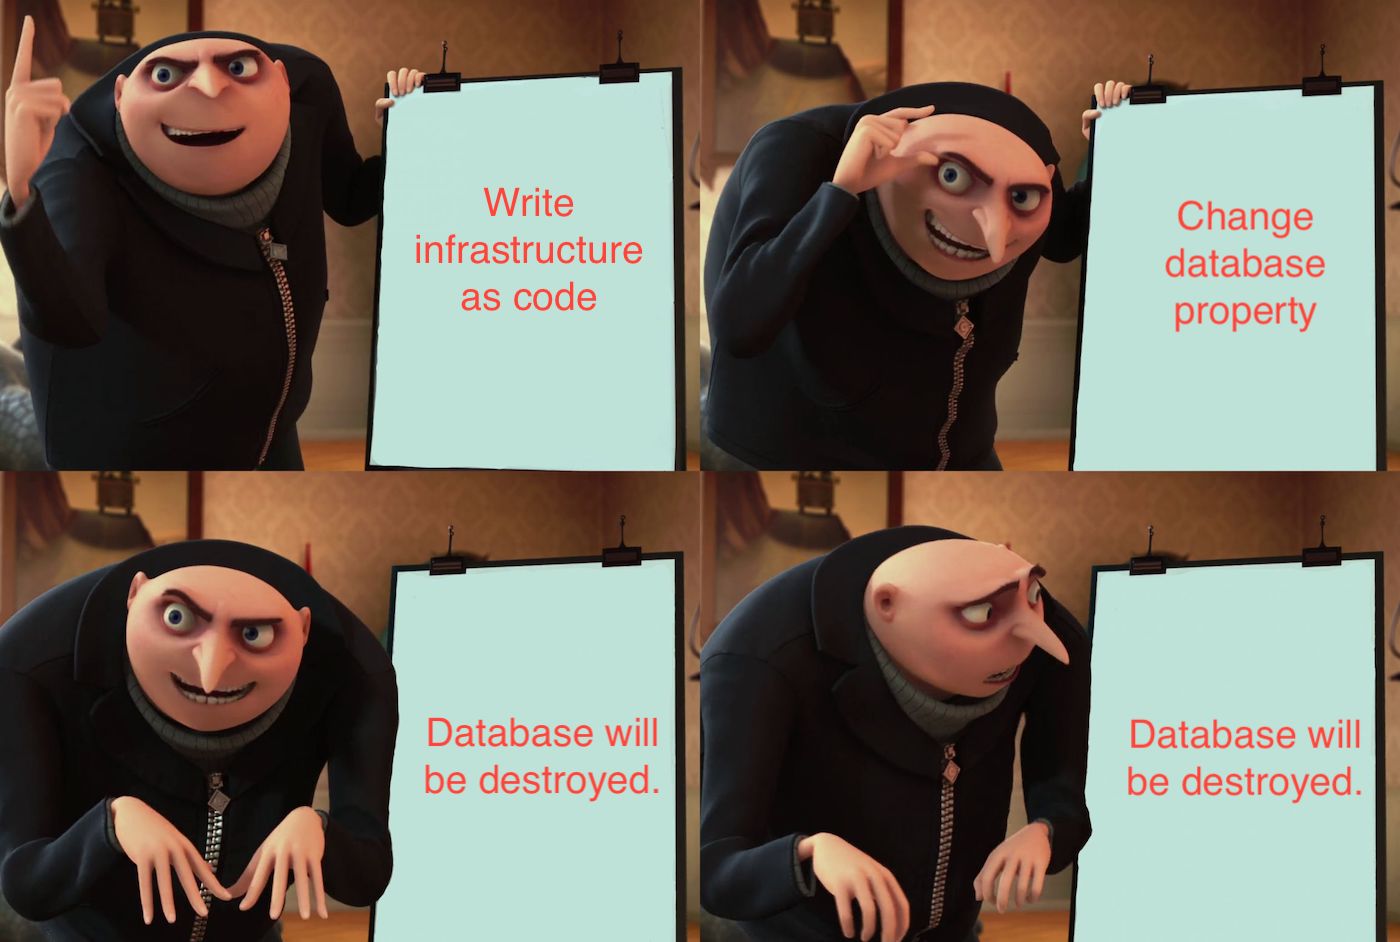 Write
infrastructure
as code
Change
database
property
Database will
be destroyed.
Database will
be destroyed.